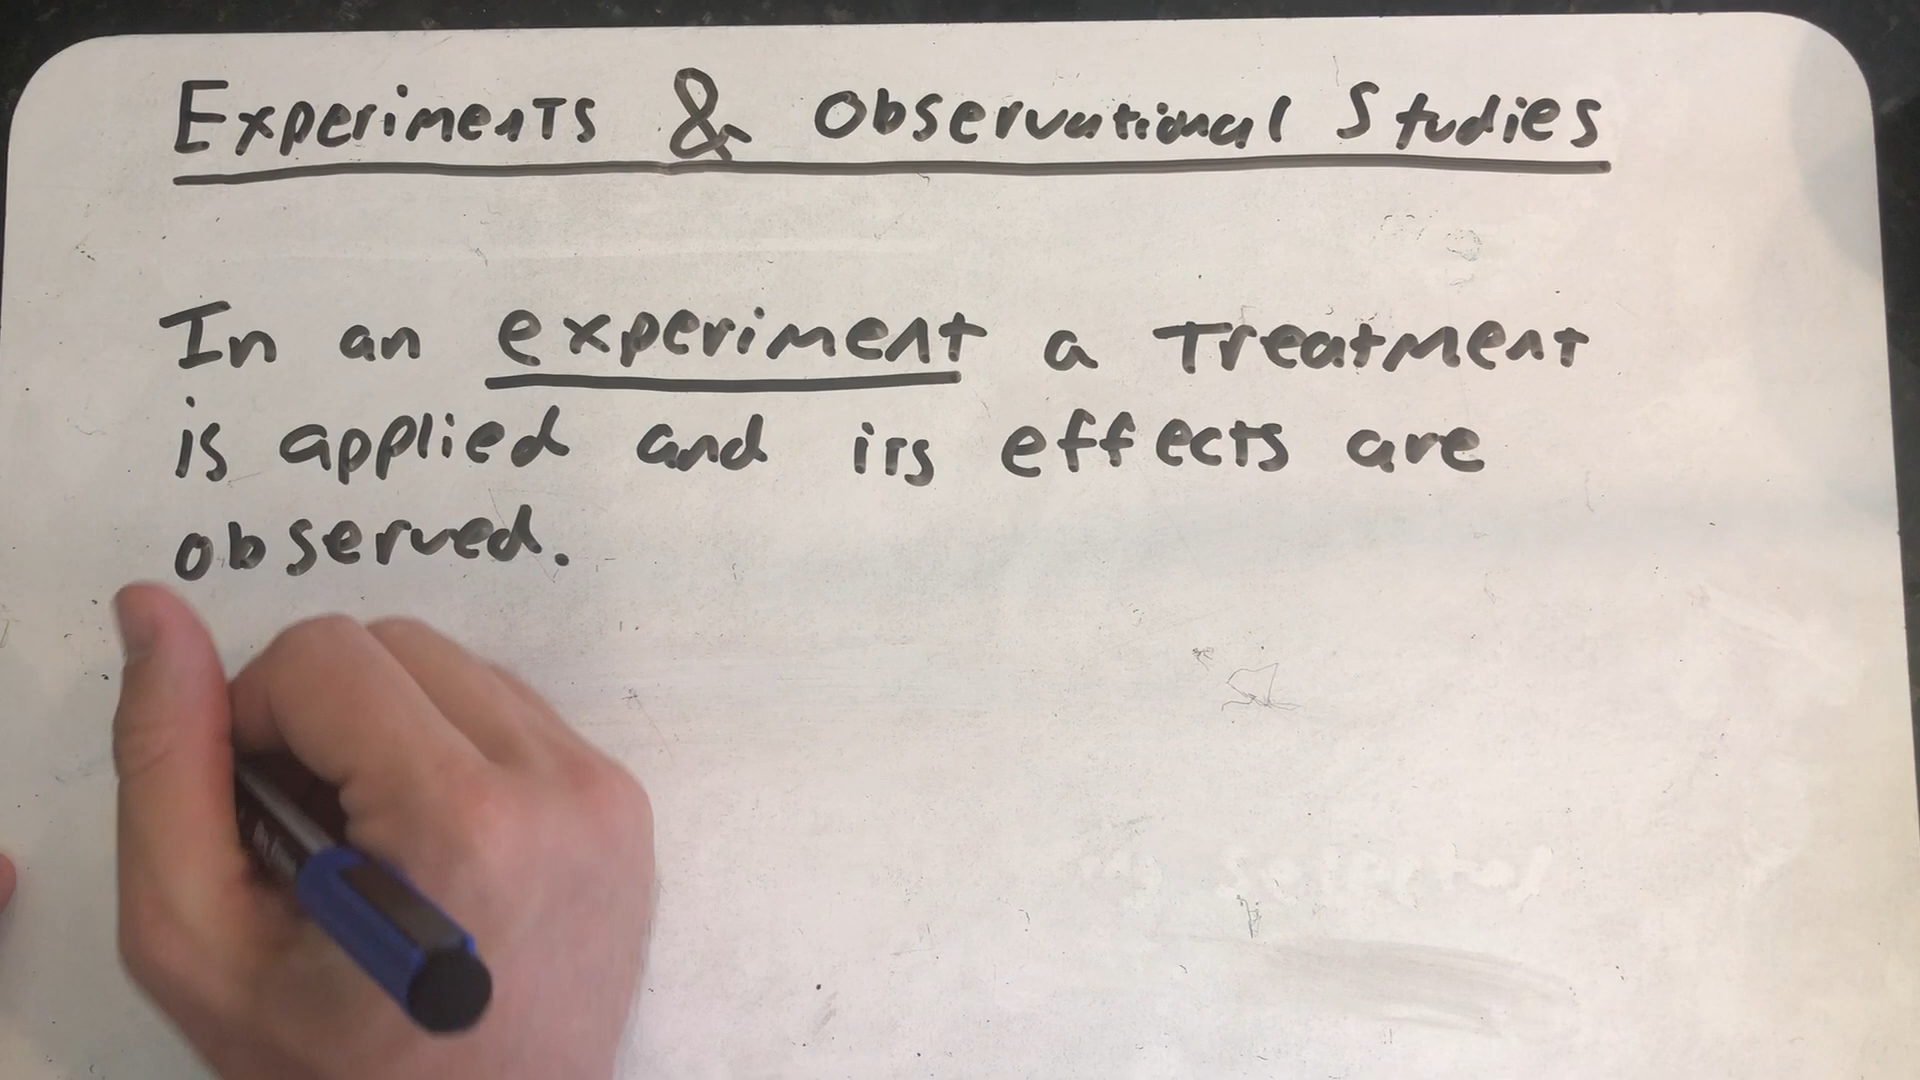 Experiments & Observational Studies
In an experiment a treatment
is applied and its effects are
observed.